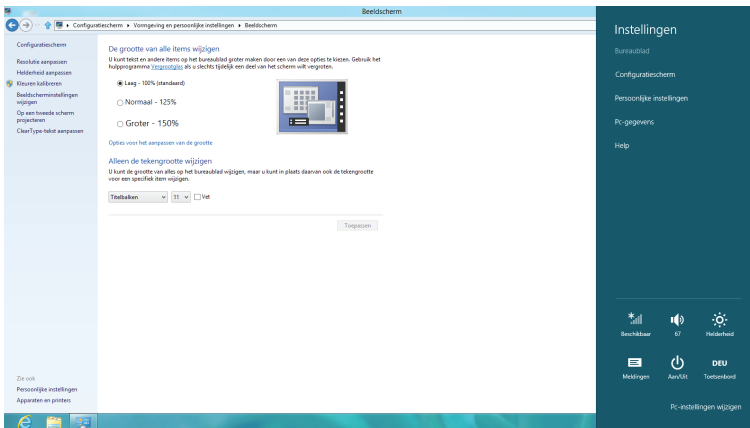 Beeldscherm
Configuratiescherm
Vormgeving en persoonlijke instellingen
Beeldscherm
Configuratiescherm
Resolutie aanpassen
Helderheid aanpassen
Kleuren kalibreren
Beeldscherminstellingen
wijzigen
Op een tweede scherm
projecteren
ClearType-tekst aanpassen
Zie ook
Persoonlijke instellingen
Apparaten en printers
De grootte van alle items wijzigen
U kunt tekst en andere items op het bureaublad groter maken door een van deze opties te kiezen. Gebruik het
hulpprogramma Vergrootglas als u slechts tijdelijk een deel van het scherm wilt vergroten.
Laag - 100% (standaard)
Normaal - 125%
Groter - 150%
Opties voor het aanpassen van de grootte
Alleen de tekengrootte wijzigen
U kunt de grootte van alles op het bureaublad wijzigen, maar u kunt in plaats daarvan ook de tekengrootte
voor een specifiek item wijzigen.
Titelbalken 11 Vet
Toepassen
Instellingen
Bureaublad
Configuratiescherm
Persoonlijke instellingen
Pc-gegevens
Help
Beschikbaar 67 Helderheid
DEU
Meldingen Aan/Uit Toetsenbord
Pc-instellingen wijzigen